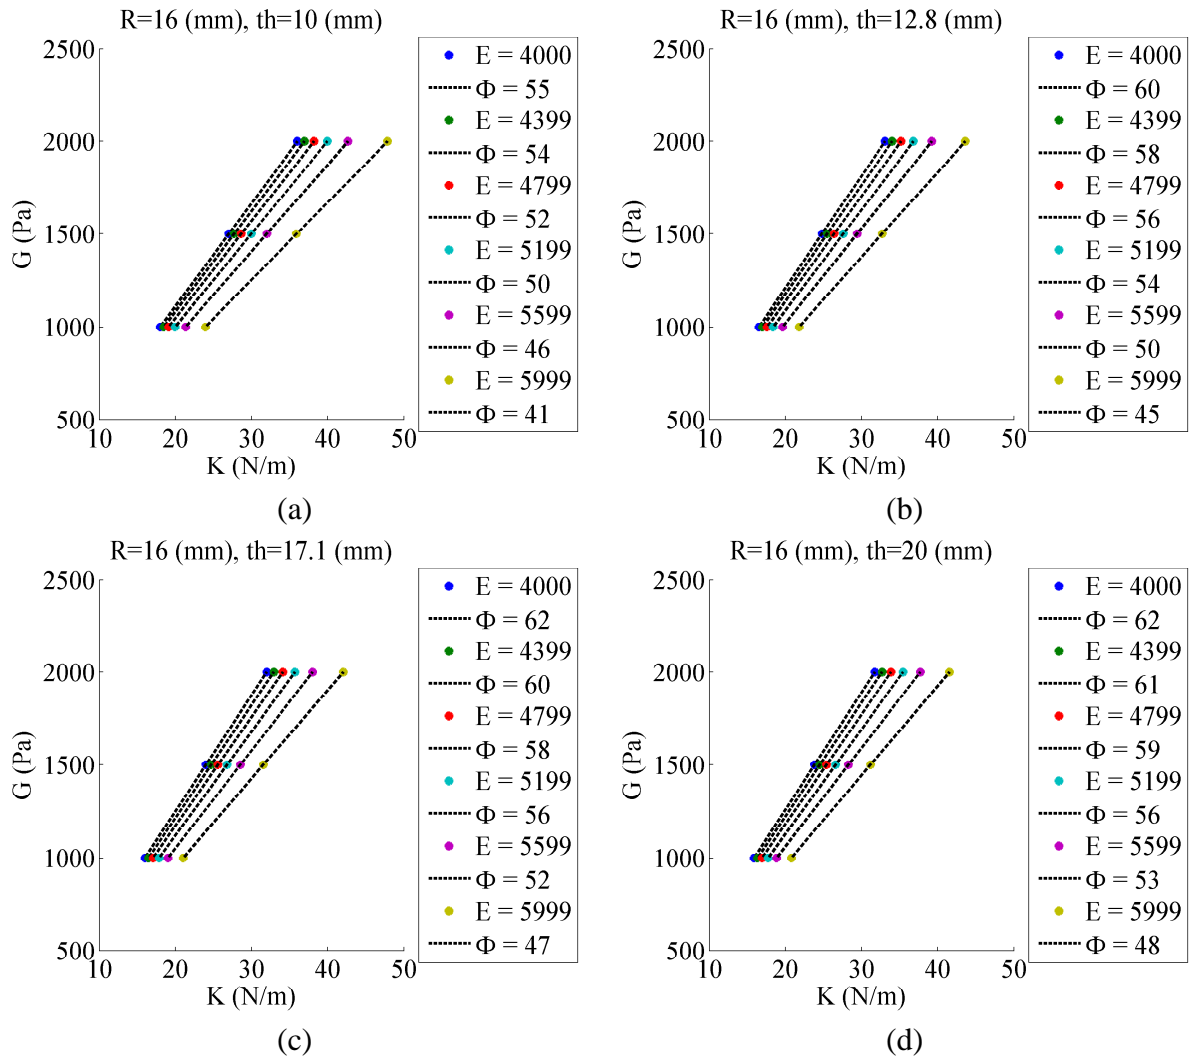 R=16 (mm), th=10 (mm)
2500
2000
1500
1000
500
G (Pa)
10 20 30 40 50
K (N/m)
E = 4000
Φ = 55
E = 4399
Φ = 54
E = 4799
Φ = 52
E = 5199
Φ = 50
E = 5599
Φ = 46
E = 5999
Φ = 41
(a)
R=16 (mm), th=12.8 (mm)
2500
2000
1500
1000
500
G (Pa)
10 20 30 40 50
K (N/m)
E = 4000
Φ = 60
E = 4399
Φ = 58
E = 4799
Φ = 56
E = 5199
Φ = 54
E = 5599
Φ = 50
E = 5999
Φ = 45
(b)
R=16 (mm), th=17.1 (mm)
2500
2000
1500
1000
500
G (Pa)
10 20 30 40 50
K (N/m)
E = 4000
Φ = 62
E = 4399
Φ = 60
E = 4799
Φ = 58
E = 5199
Φ = 56
E = 5599
Φ = 52
E = 5999
Φ = 47
(c)
R=16 (mm), th=20 (mm)
2500
2000
1500
1000
500
G (Pa)
10 20 30 40 50
K (N/m)
E = 4000
Φ = 62
E = 4399
Φ = 61
E = 4799
Φ = 59
E = 5199
Φ = 56
E = 5599
Φ = 53
E = 5999
Φ = 48
(d)